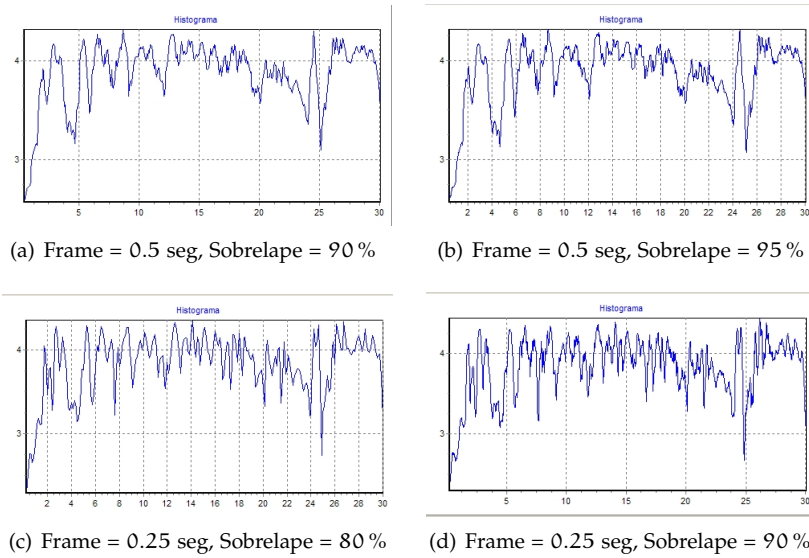 Histograma
4
3
5 10 15 20 25 30
(a) Frame = 0.5 seg, Sobrelape = 90 %
Histograma
4
3
2 4 6 8 10 12 14 16 18 20 22 24 26 28 30
(b) Frame = 0.5 seg, Sobrelape = 95 %
Histograma
4
3
2 4 6 8 10 12 14 16 18 20 22 24 26 28 30
(c) Frame = 0.25 seg, Sobrelape = 80 %
Histograma
4
3
5 10 15 20 25 30
(d) Frame = 0.25 seg, Sobrelape = 90 %